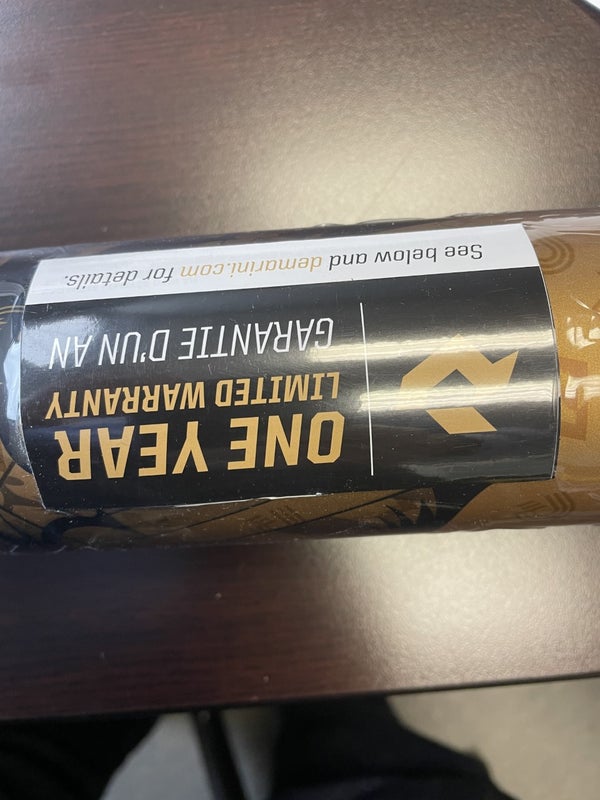 ONE YEAR
LIMITED WARRANTY
GARANTIE D'UN AN
See below and demarini.com for details.